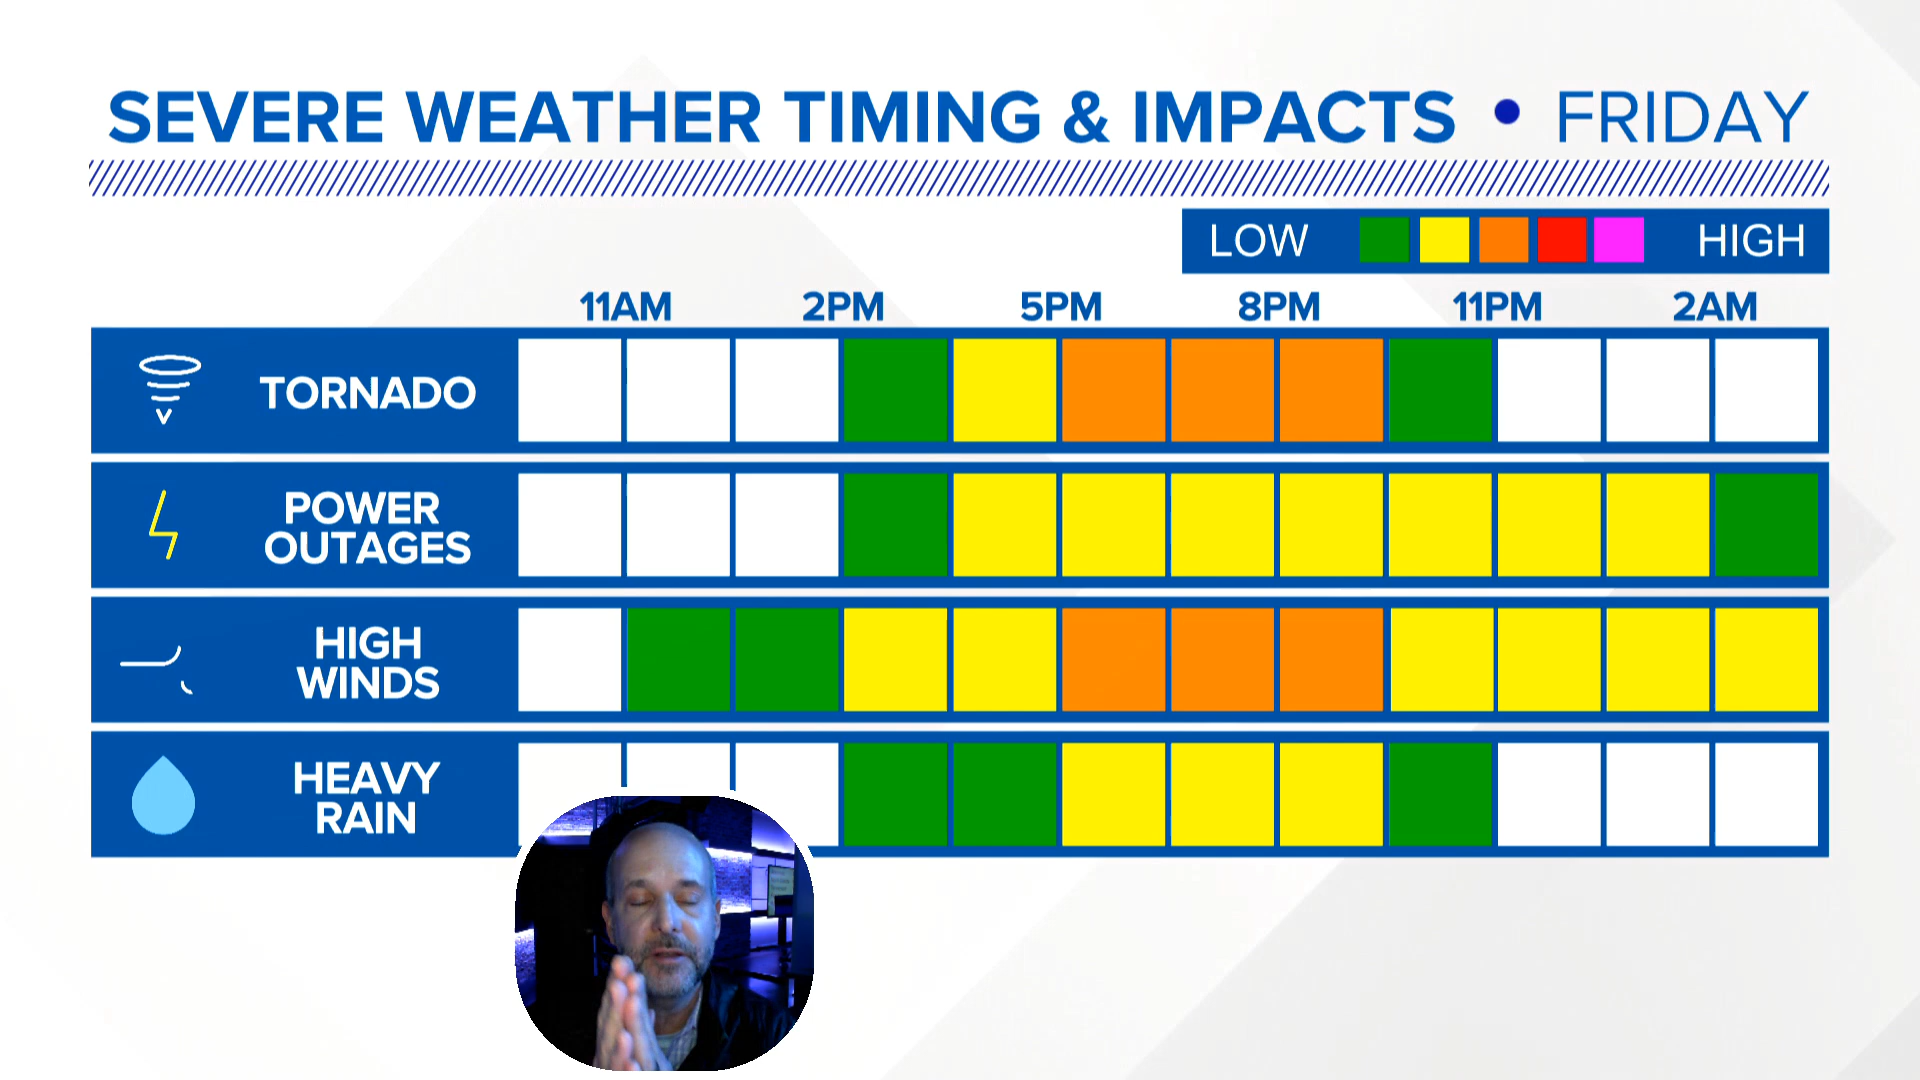 SEVERE WEATHER TIMING & IMPACTS • FRIDAY
LOW HIGH
11AM 2PM 5PM 8PM 11PM 2AM
TORNADO
POWER
OUTAGES
HIGH
WINDS
HEAVY
RAIN